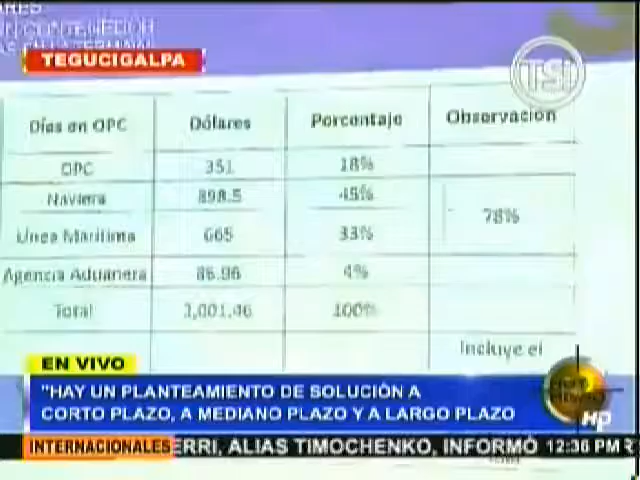 TEGUCIGALPA
TSi
Días en OPC Dólares Porcentaje Observación
OPC 351 18%
Naviera 898.5 45%
78%
Línea Marítima 665 33%
Agencia Aduanera 86.96 4%
Total 2,001.46 100%
Incluye el
EN VIVO
"HAY UN PLANTEAMIENTO DE SOLUCIÓN A
CORTO PLAZO, A MEDIANO PLAZO Y A LARGO PLAZO
HP
INTERNACIONALES ERRI, ALIAS TIMOCHENKO, INFORMÓ 12:36 PM